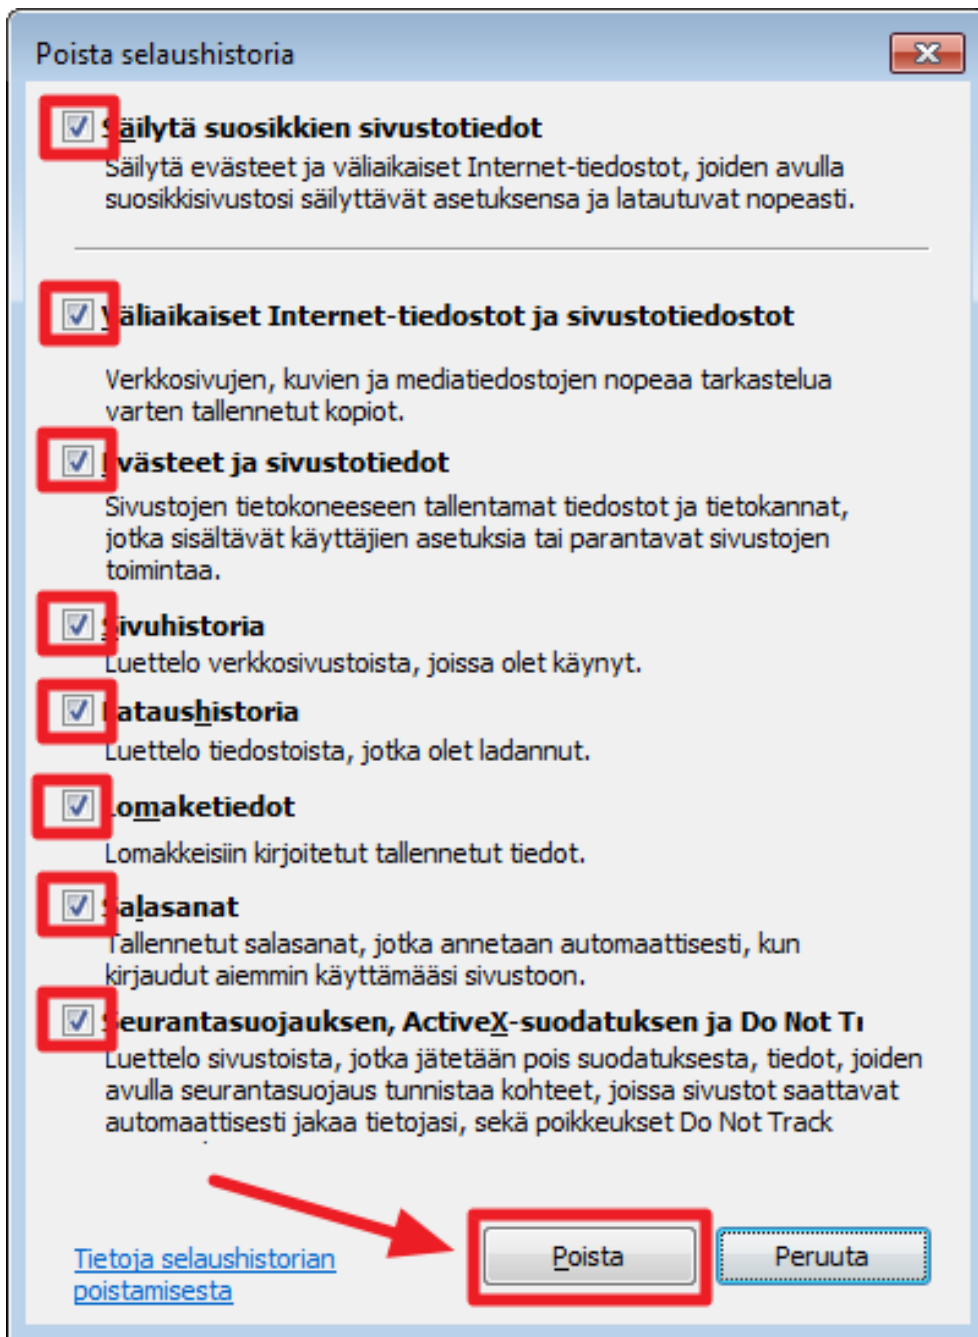 Poista selaushistoria
Säilytä suosikkien sivustotiedot
Säilytä evästeet ja väliaikaiset Internet-tiedostot, joiden avulla
suosikkisivustosi säilyttävät asetuksensa ja latautuvat nopeasti.
Väliaikaiset Internet-tiedostot ja sivustotiedostot
Verkkosivujen, kuvien ja mediatiedostojen nopeaa tarkastelua
varten tallennetut kopiot.
Evästeet ja sivustotiedot
Sivustojen tietokoneeseen tallentamat tiedostot ja tietokannat,
jotka sisältävät käyttäjien asetuksia tai parantavat sivustojen
toimintaa.
Sivuhistoria
Luettelo verkkosivustoista, joissa olet käynyt.
Lataushistoria
Luettelo tiedostoista, jotka olet ladannut.
Lomaketiedot
Lomakkeisiin kirjoitetut tallennetut tiedot.
Salasanat
Tallennetut salasanat, jotka annetaan automaattisesti, kun
kirjaudut aiemmin käyttämääsi sivustoon.
Seurantasuojauksen, ActiveX-suodatuksen ja Do Not
Luettelo sivustoista, jotka jätetään pois suodatuksesta, tiedot, joiden
avulla seurantasuojaus tunnistaa kohteet, joissa sivustot saattavat
automaattisesti jakaa tietojasi, sekä poikkeukset Do Not Track
Tietoja selaushistorian
poistamisesta
Poista
Peruuta